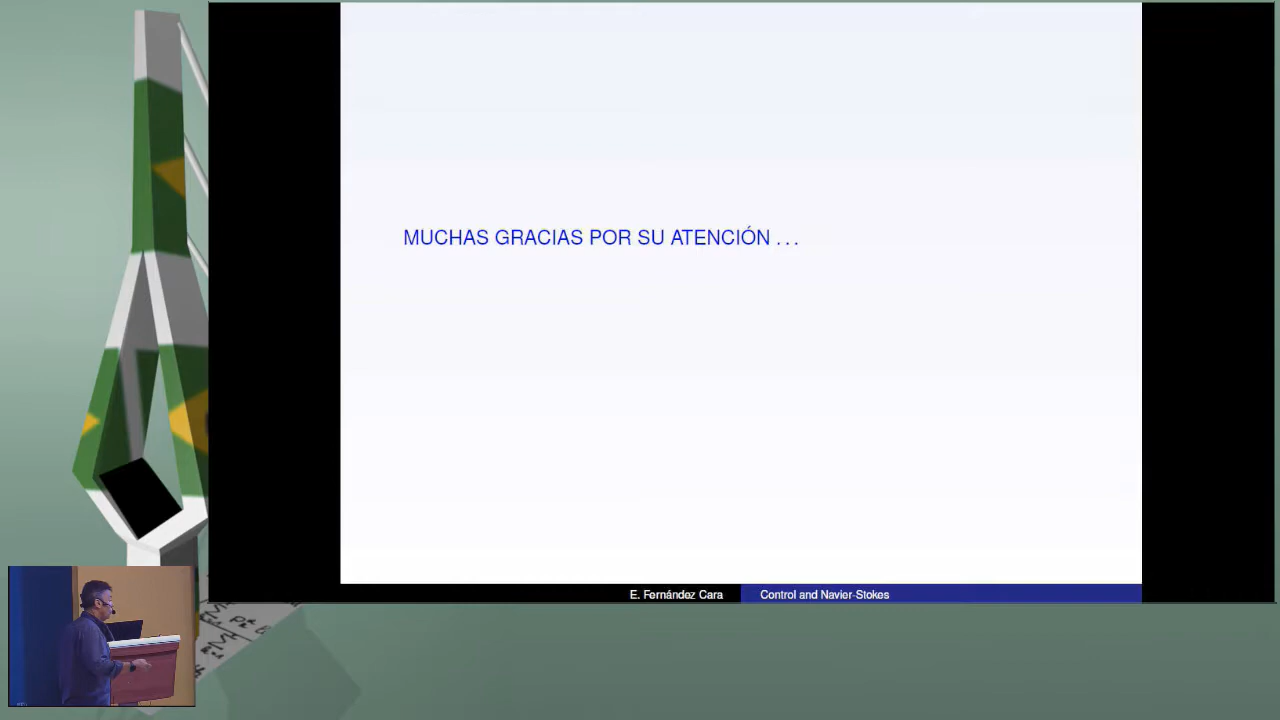 MUCHAS GRACIAS POR SU ATENCIÓN . . .
E. Fernández Cara
Control and Navier-Stokes